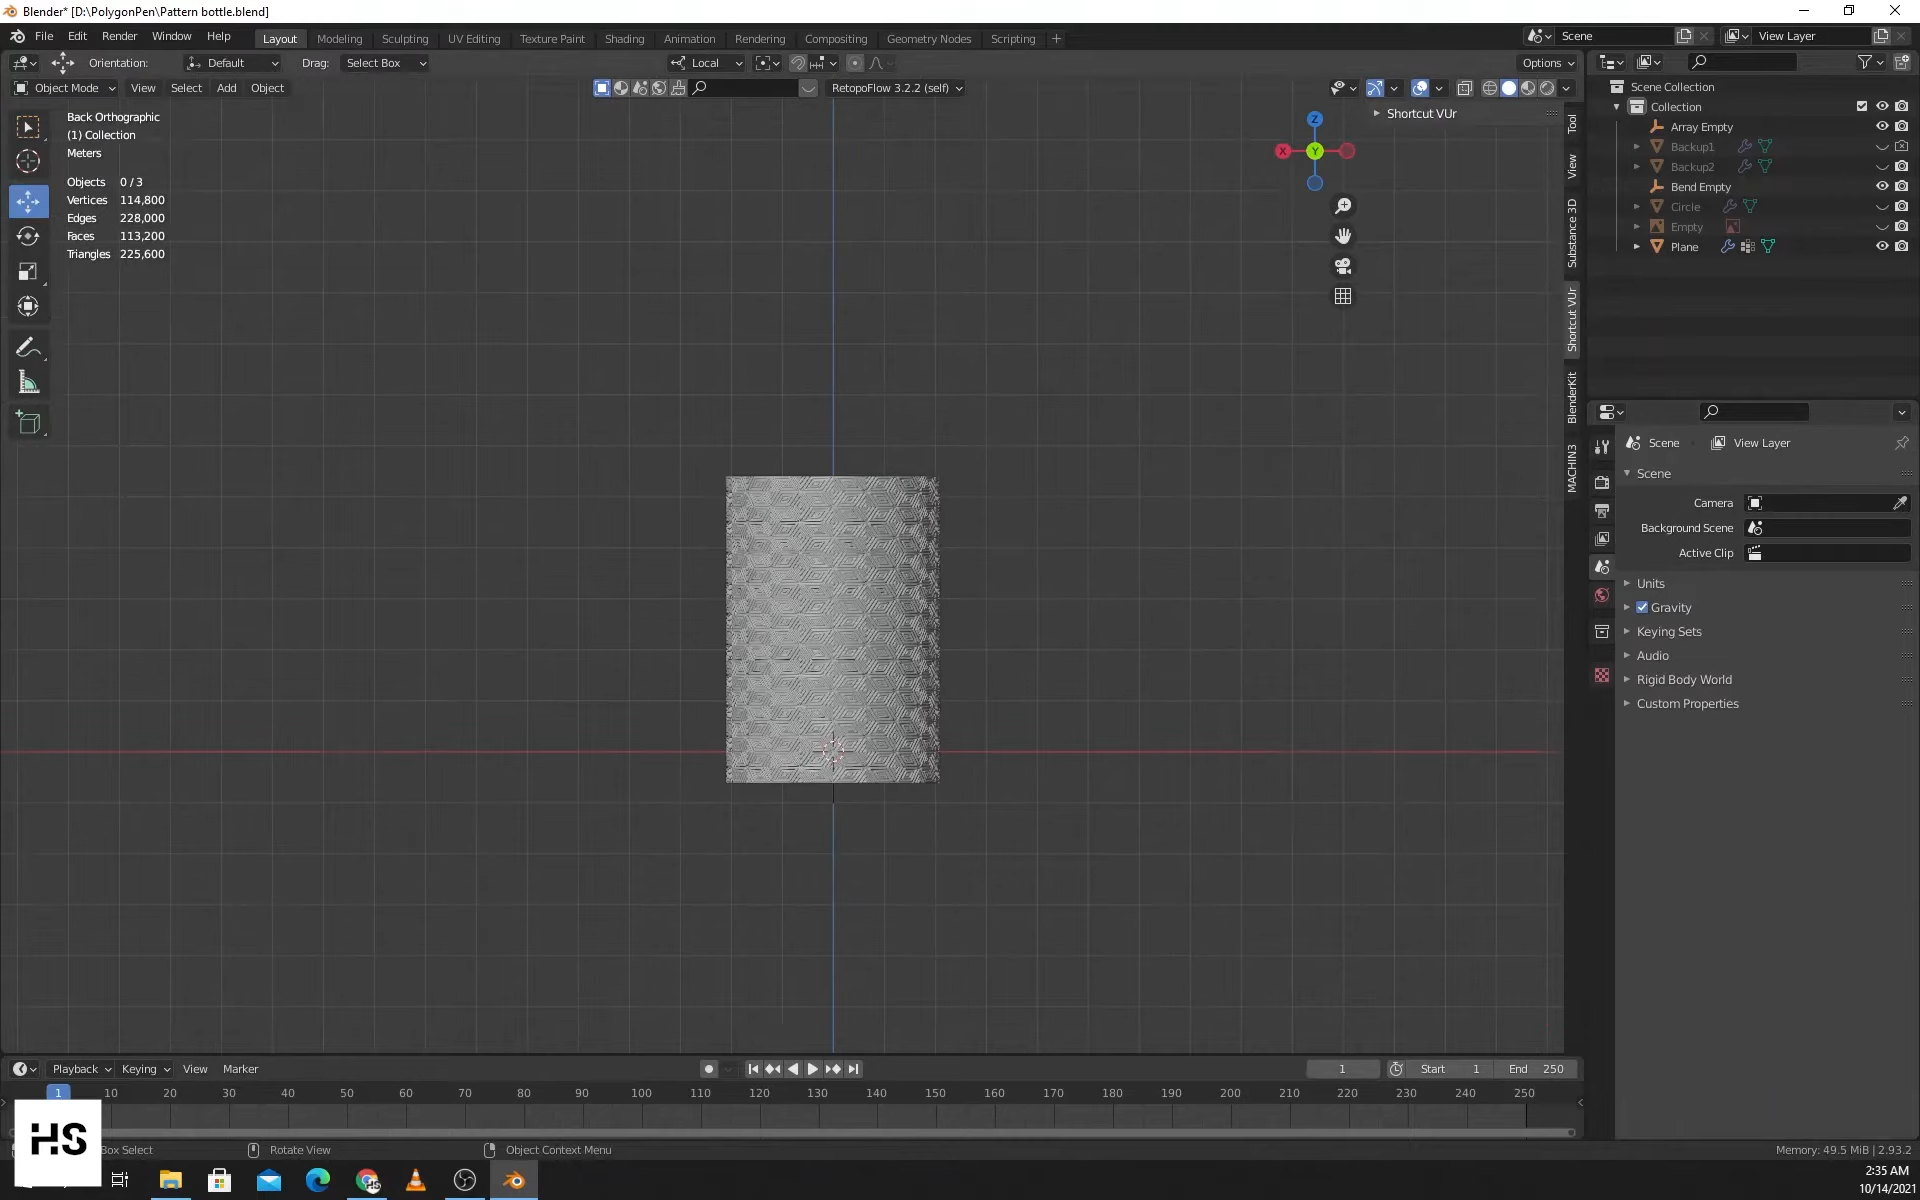 Blender* [D:\PolygonPen\Pattern bottle.blend]
File Edit Render Window Help
Layout Modeling Sculpting UV Editing Texture Paint Shading Animation Rendering Compositing Geometry Nodes Scripting +
Scene View Layer
Orientation: Default Drag: Select Box Local Options
Object Mode View Select Add Object RetopoFlow 3.2.2 (self)
Back Orthographic
(1) Collection
Meters
Objects 0 / 3
Vertices 114,800
Edges 228,000
Faces 113,200
Triangles 225,600
Shortcut VUr
Z
X
Y
Tool
View
Substance 3D
Shortcut VUr
BlenderKit
MACHIN3
Scene Collection
Collection
Array Empty
Backup1
Backup2
Bend Empty
Circle
Empty
Plane
Scene View Layer
Scene
Camera
Background Scene
Active Clip
Units
Gravity
Keying Sets
Audio
Rigid Body World
Custom Properties
Playback Keying View Marker
1 Start 1 End 250
1 10 20 30 40 50 60 70 80 90 100 110 120 130 140 150 160 170 180 190 200 210 220 230 240 250
HS
Box Select Rotate View Object Context Menu
Memory: 49.5 MiB | 2.93.2
2:35 AM
10/14/2021